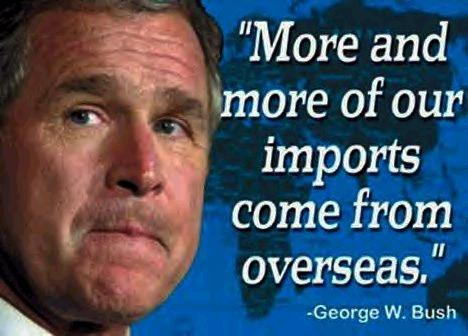 "More and
more of our
imports
come from
overseas."
-George W. Bush